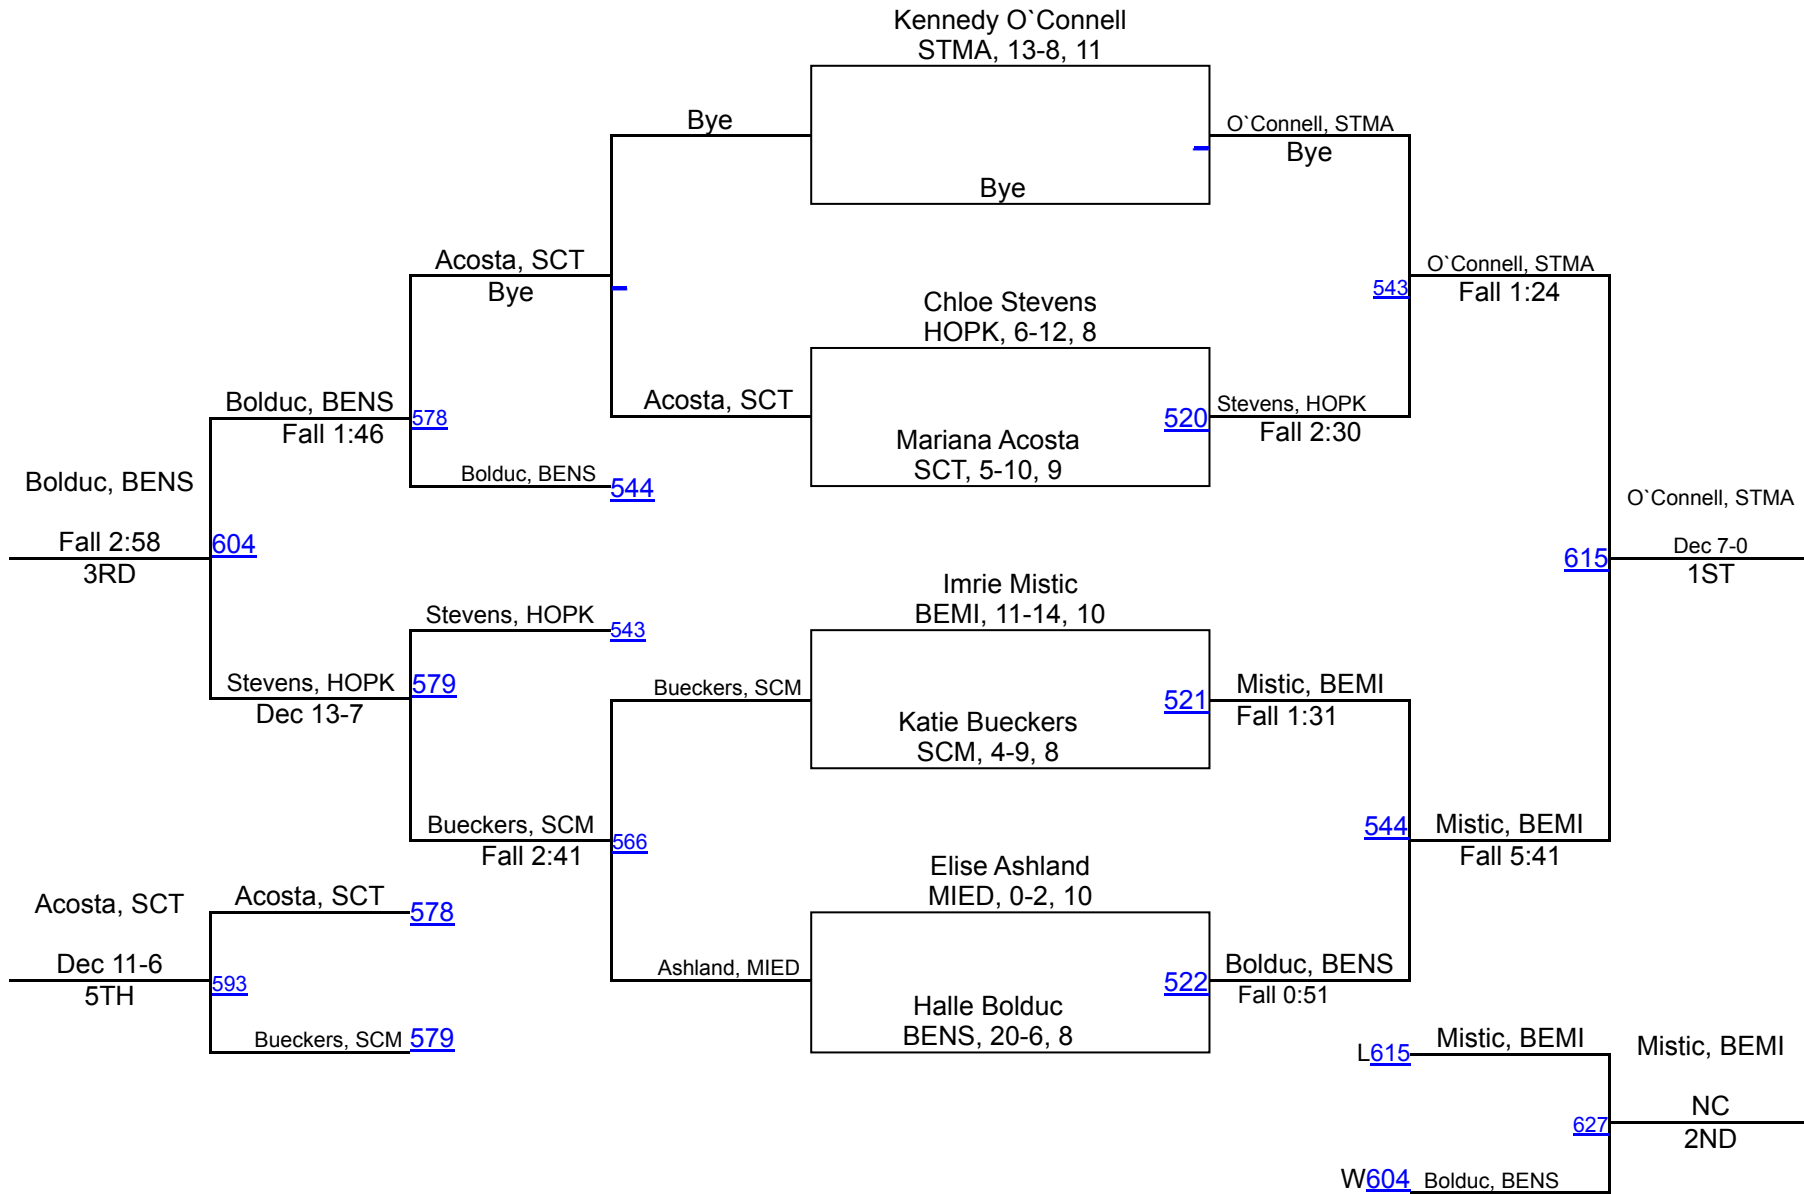 Kennedy O`Connell
STMA, 13-8, 11
Bye
O`Connell, STMA
Bye
Bye
Acosta, SCT
Bye
O`Connell, STMA
543
Fall 1:24
Chloe Stevens
HOPK, 6-12, 8
Bolduc, BENS
578
Fall 1:46
Acosta, SCT
520
Stevens, HOPK
Fall 2:30
Mariana Acosta
SCT, 5-10, 9
Bolduc, BENS
544
Bolduc, BENS
Fall 2:58
604
3RD
O`Connell, STMA
615
Dec 7-0
1ST
Imrie Mistic
BEMI, 11-14, 10
Stevens, HOPK
543
Stevens, HOPK
579
Dec 13-7
Bueckers, SCM
521
Mistic, BEMI
Fall 1:31
Katie Bueckers
SCM, 4-9, 8
Bueckers, SCM
566
Fall 2:41
544
Mistic, BEMI
Fall 5:41
Elise Ashland
MIED, 0-2, 10
Acosta, SCT
Acosta, SCT
578
Dec 11-6
593
5TH
Bueckers, SCM
579
Ashland, MIED
522
Bolduc, BENS
Fall 0:51
Halle Bolduc
BENS, 20-6, 8
L615
Mistic, BEMI
Mistic, BEMI
627
NC
2ND
W604
Bolduc, BENS